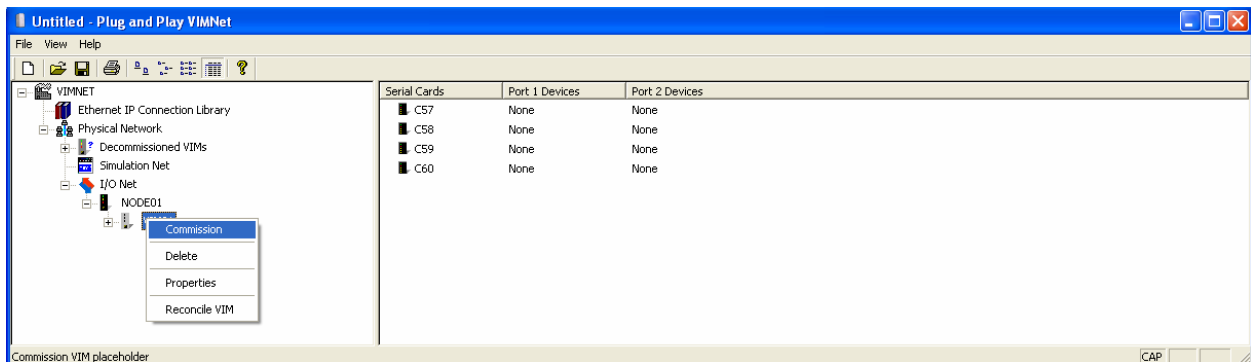 Untitled - Plug and Play VIMNet
File View Help
VIMNET
Ethernet IP Connection Library
Physical Network
Decommissioned VIMs
Simulation Net
I/O Net
NODE01
Commission
Delete
Properties
Reconcile VIM
Serial Cards Port 1 Devices Port 2 Devices
C57 None None
C58 None None
C59 None None
C60 None None
Commission VIM placeholder
CAP